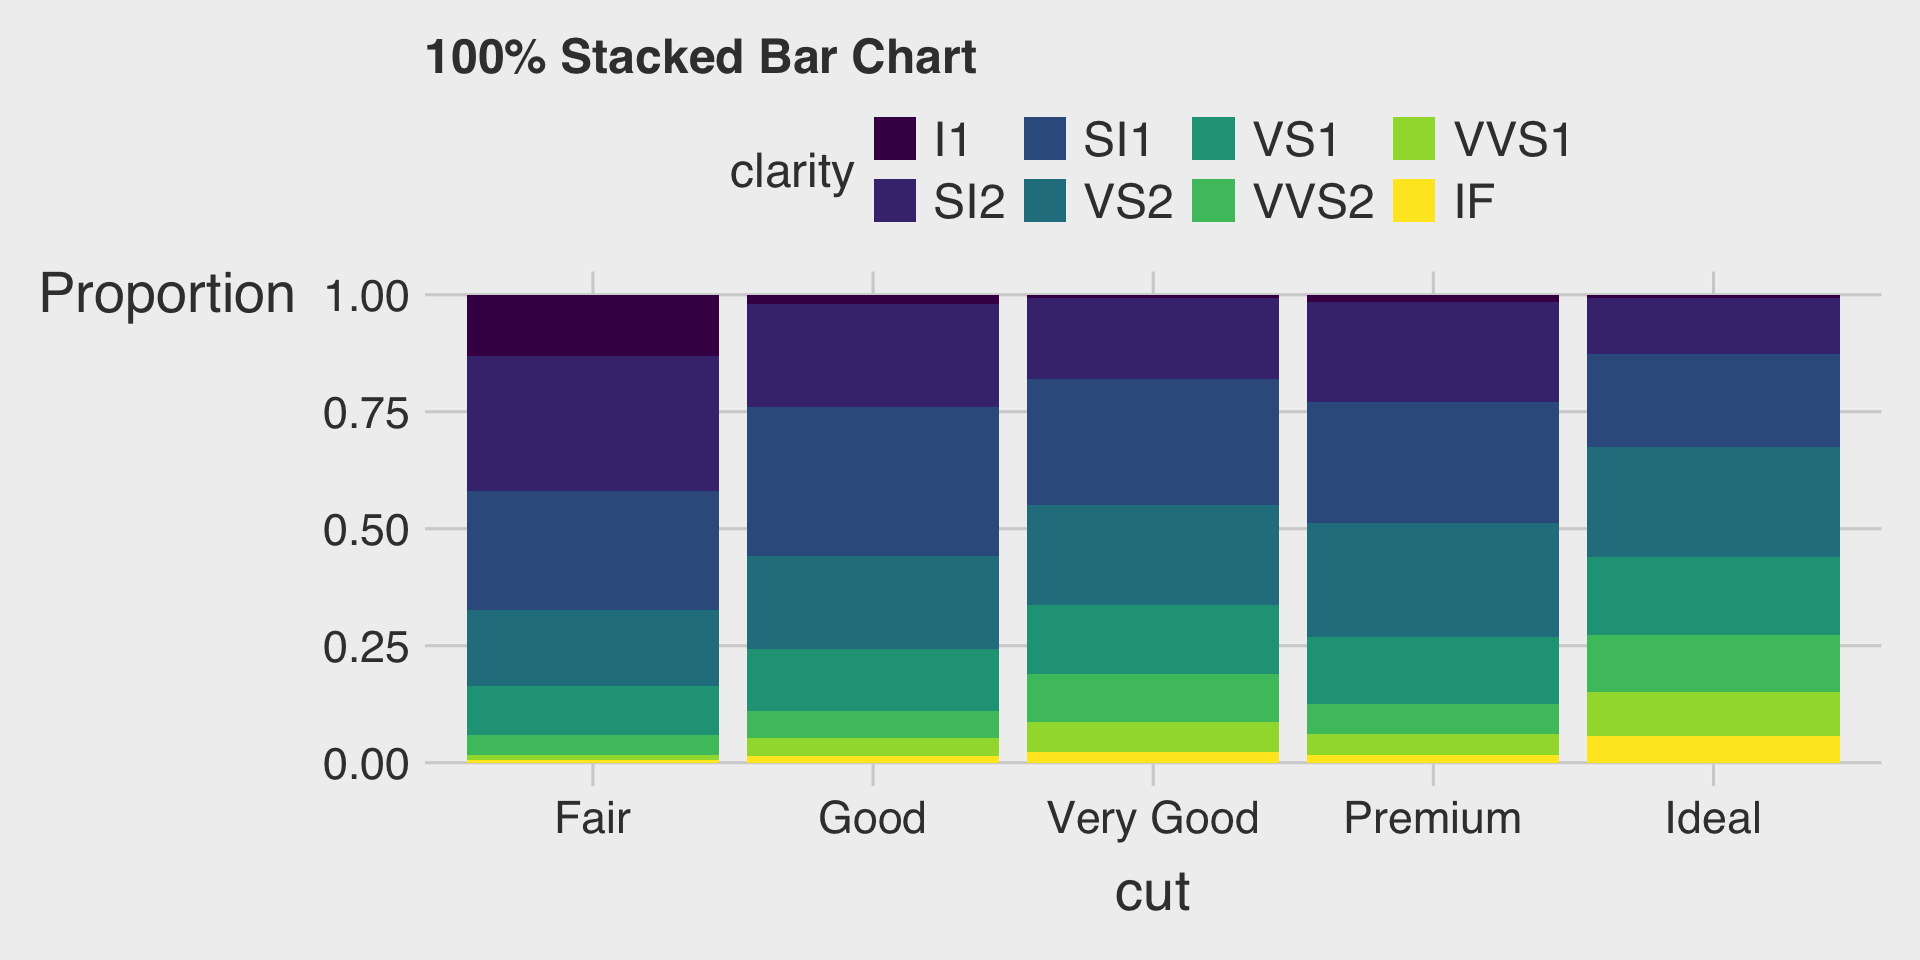 100% Stacked Bar Chart
clarity
I1 SI1 VS1 VVS1
SI2 VS2 VVS2 IF
Proportion
1.00
0.75
0.50
0.25
0.00
Fair Good Very Good Premium Ideal
cut